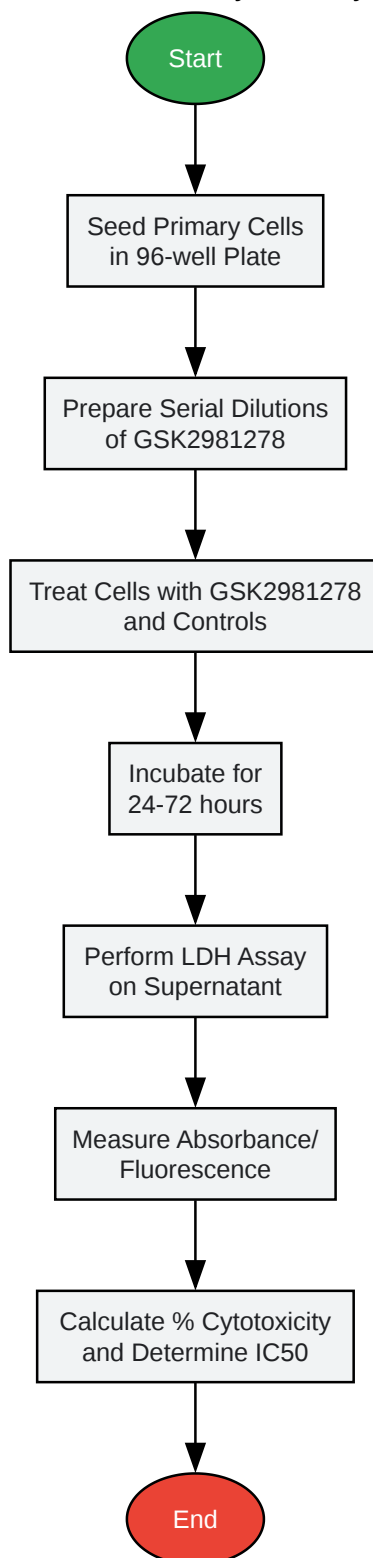 Start
Seed Primary Cells
in 96-well Plate
Prepare Serial Dilutions
of GSK2981278
Treat Cells with GSK2981278
and Controls
Incubate for
24-72 hours
Perform LDH Assay
on Supernatant
Measure Absorbance/
Fluorescence
Calculate % Cytotoxicity
and Determine IC50
End